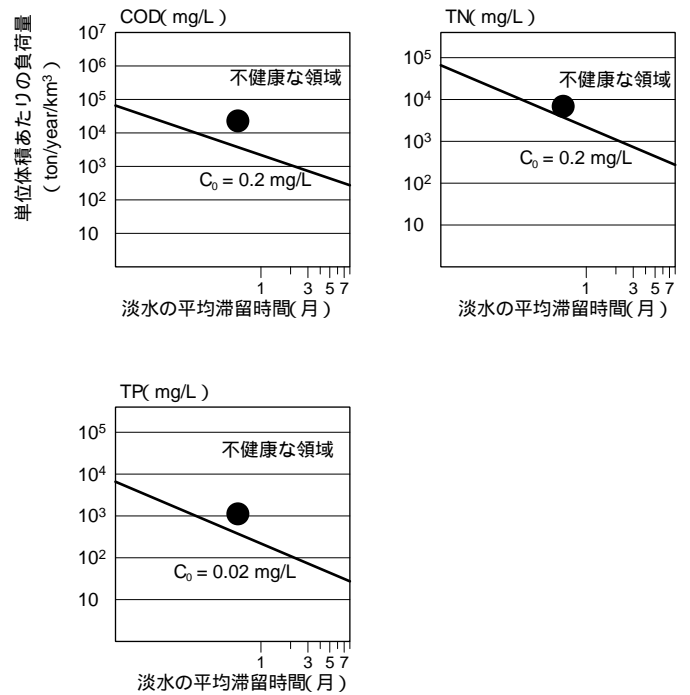 COD( mg/L )
単位体積あたりの負荷量
( ton/year/km³ )
10⁷
10⁶
10⁵
10⁴
10³
10²
10
不健康な領域
C₀ = 0.2 mg/L
1 3 5 7
淡水の平均滞留時間( 月 )
TN( mg/L )
10⁵
10⁴
10³
10²
10
不健康な領域
C₀ = 0.2 mg/L
1 3 5 7
淡水の平均滞留時間( 月 )
TP( mg/L )
10⁵
10⁴
10³
10²
10
不健康な領域
C₀ = 0.02 mg/L
1 3 5 7
淡水の平均滞留時間( 月 )